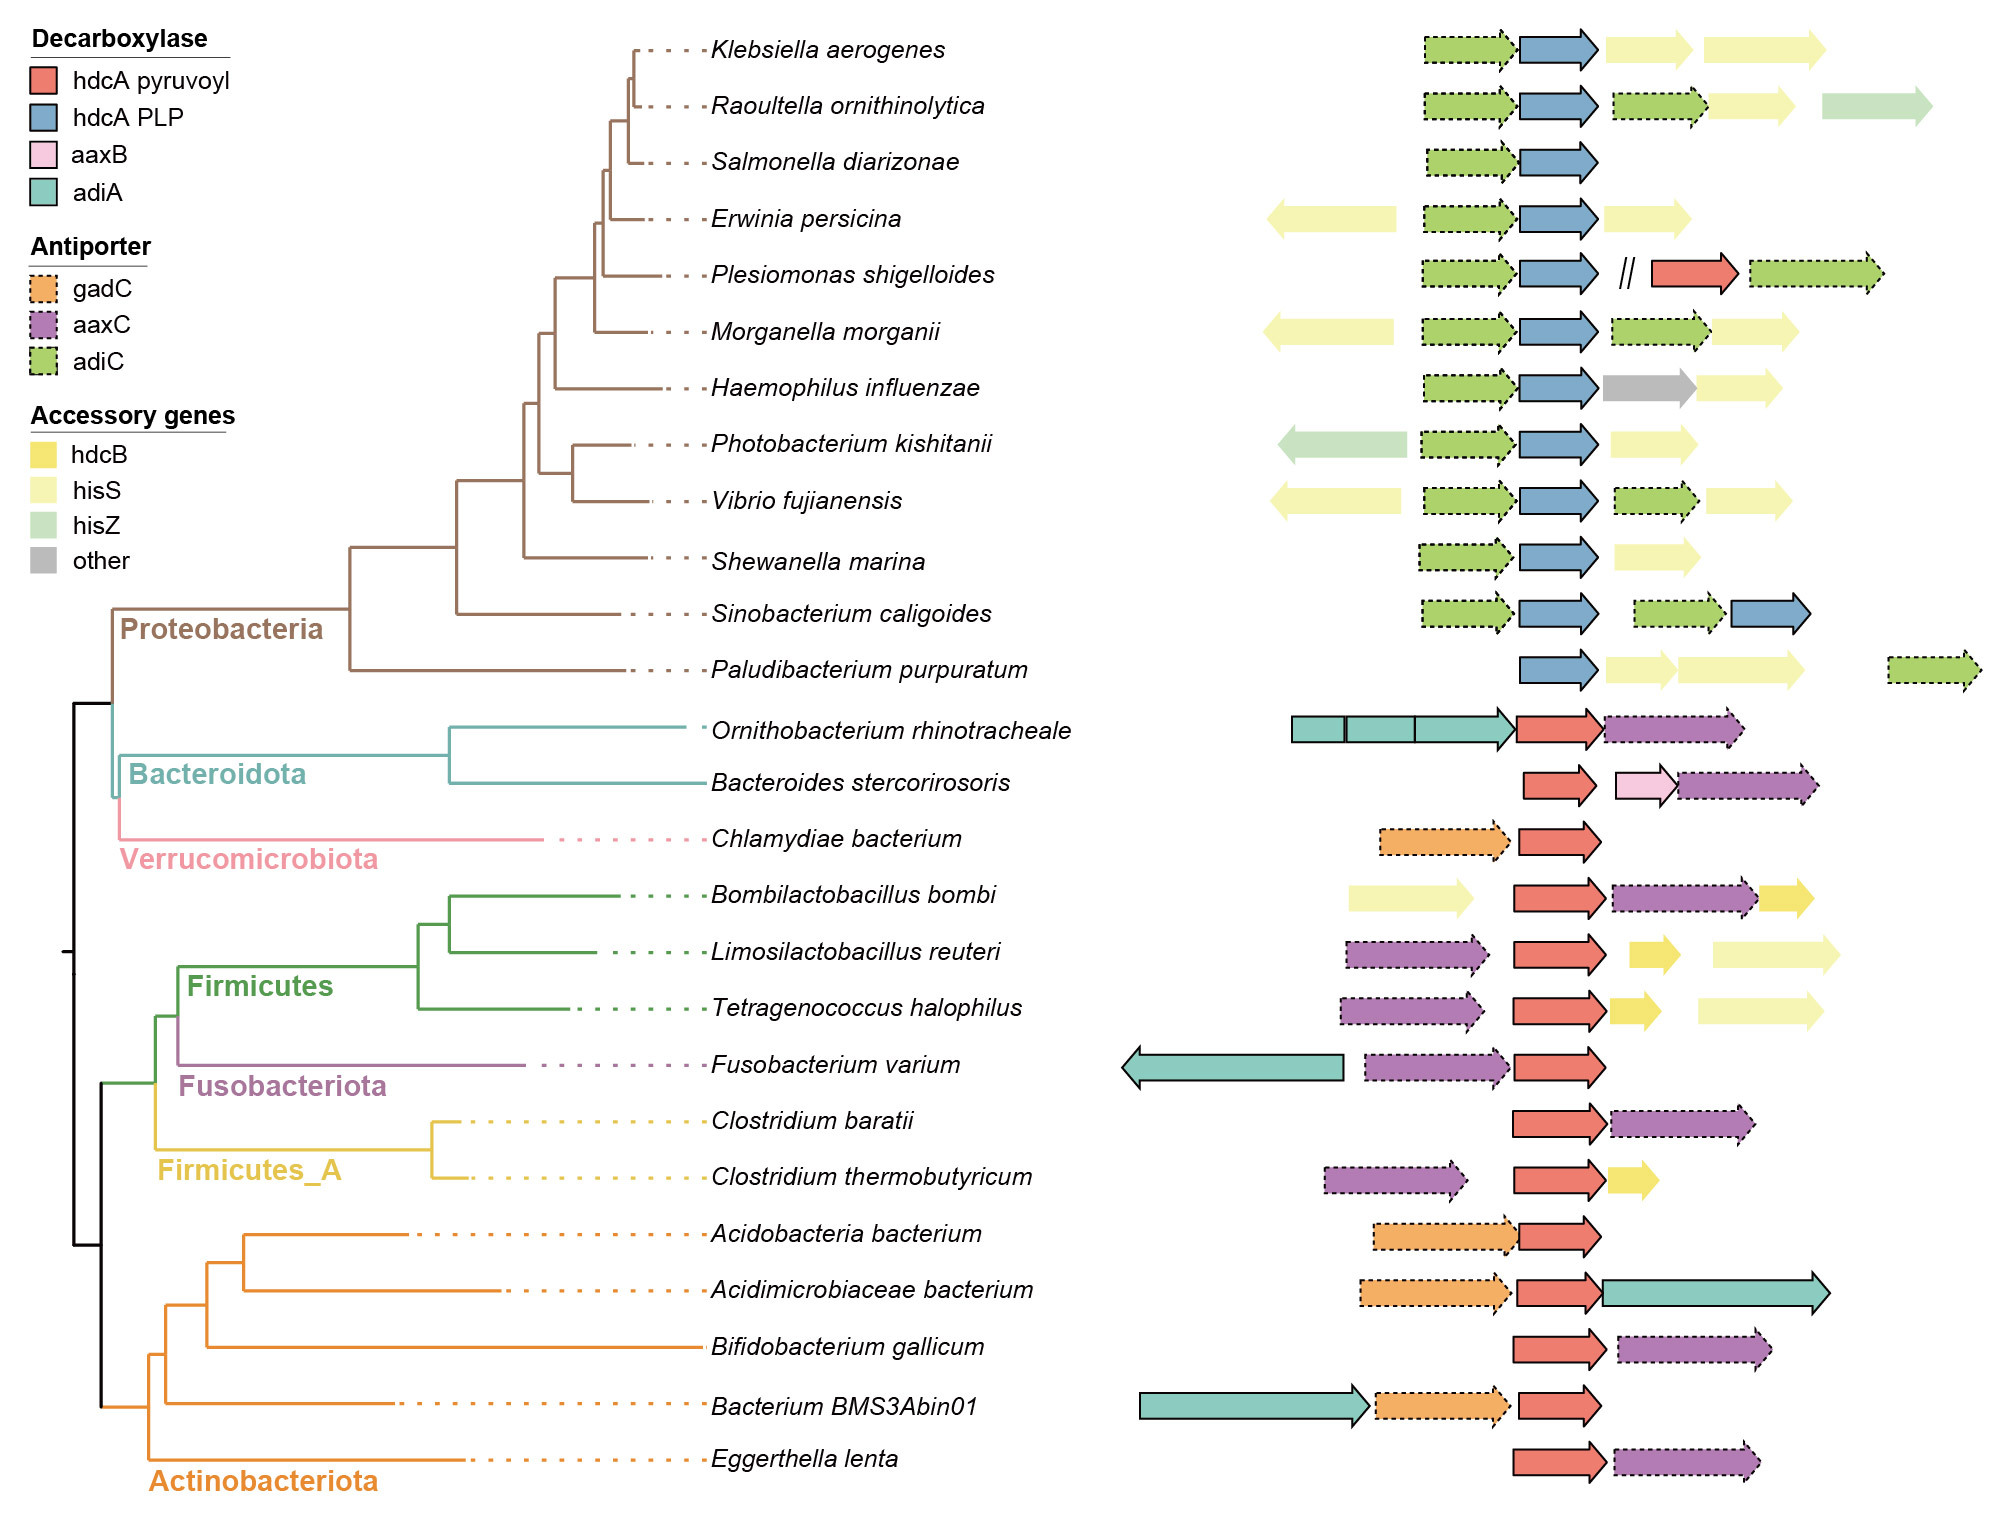 Decarboxylase
hdcA pyruvoyl
hdcA PLP
aaxB
adiA
Antiporter
gadC
aaxC
adiC
Accessory genes
hdcB
hisS
hisZ
other
Klebsiella aerogenes
Raoultella ornithinolytica
Salmonella diarizonae
Erwinia persicina
Plesiomonas shigelloides
//
Morganella morganii
Haemophilus influenzae
Photobacterium kishitanii
Vibrio fujianensis
Shewanella marina
Sinobacterium caligoides
Proteobacteria
Paludibacterium purpuratum
Ornithobacterium rhinotracheale
Bacteroidota
Bacteroides stercorirosoris
Chlamydiae bacterium
Verrucomicrobiota
Bombilactobacillus bombi
Limosilactobacillus reuteri
Firmicutes
Tetragenococcus halophilus
Fusobacterium varium
Fusobacteriota
Clostridium baratii
Firmicutes_A
Clostridium thermobutyricum
Acidobacteria bacterium
Acidimicrobiaceae bacterium
Bifidobacterium gallicum
Bacterium BMS3Abin01
Eggerthella lenta
Actinobacteriota